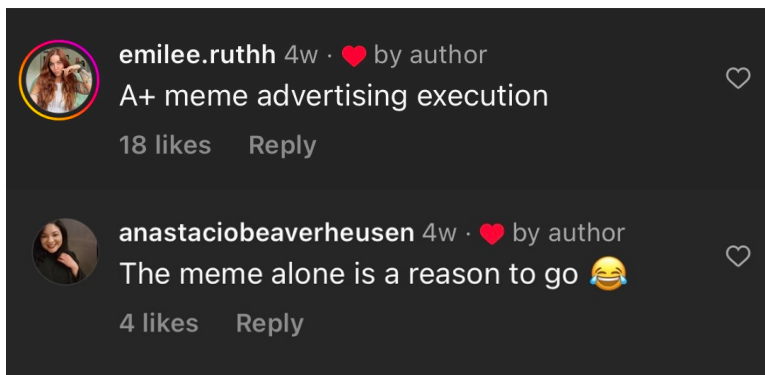 emilee.ruthh 4w · ❤️ by author
A+ meme advertising execution
18 likes Reply
anastaciobeaverheusen 4w · ❤️ by author
The meme alone is a reason to go 😂
4 likes Reply